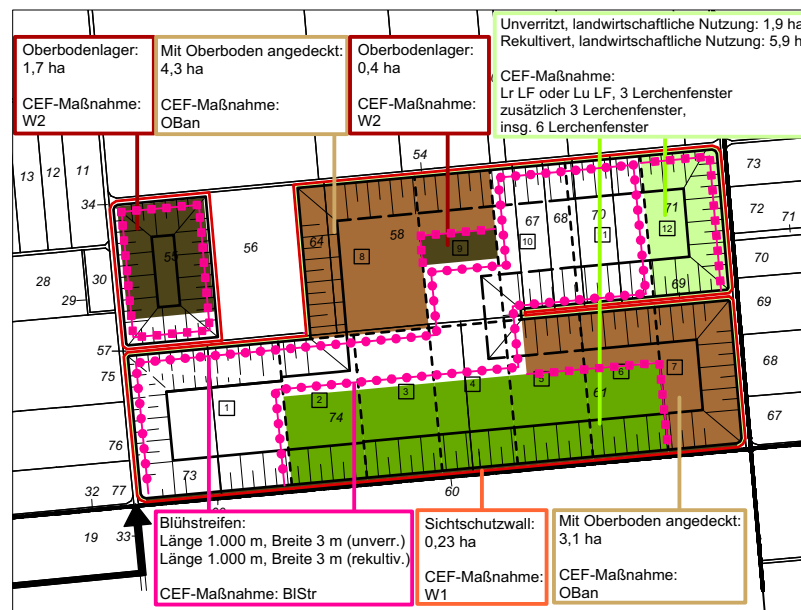 Oberbodenlager:
1,7 ha
CEF-Maßnahme:
W2
Mit Oberboden angedeckt:
4,3 ha
CEF-Maßnahme:
OBan
Oberbodenlager:
0,4 ha
CEF-Maßnahme:
W2
Unverritzt, landwirtschaftliche Nutzung: 1,9 ha
Rekultivert, landwirtschaftliche Nutzung: 5,9 h
CEF-Maßnahme:
Lr LF oder Lu LF, 3 Lerchenfenster
zusätzlich 3 Lerchenfenster,
insg. 6 Lerchenfenster
13
12
11
54
73
34
72
71
28
29
30
55
56
64
58
8
9
67
68
70
10
71
12
69
70
69
57
75
76
77
32
19
33
1
2
3
4
5
6
7
74
61
73
60
68
67
Blühstreifen:
Länge 1.000 m, Breite 3 m (unverr.)
Länge 1.000 m, Breite 3 m (rekultiv.)
CEF-Maßnahme: BlStr
Sichtschutzwall:
0,23 ha
CEF-Maßnahme:
W1
Mit Oberboden angedeckt:
3,1 ha
CEF-Maßnahme:
OBan